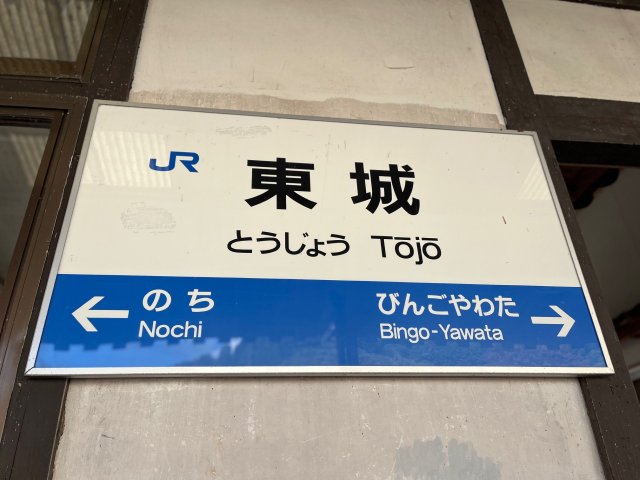 JR
東城
とうじょう Tōjō
← のち
Nochi
びんごやわた →
Bingo-Yawata